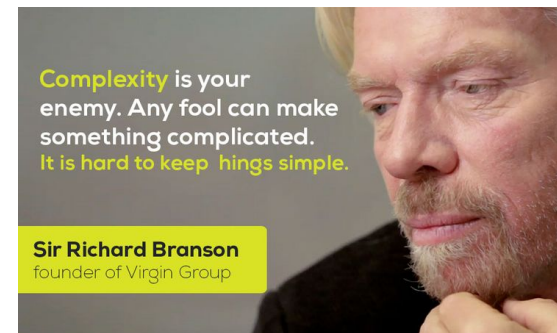 Complexity is your
enemy. Any fool can make
something complicated.
It is hard to keep hings simple.
Sir Richard Branson
founder of Virgin Group